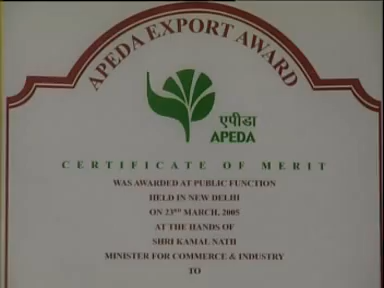 APEDA EXPORT AWARD
एपीडा
APEDA
CERTIFICATE OF MERIT
WAS AWARDED AT PUBLIC FUNCTION
HELD IN NEW DELHI
ON 23RD MARCH, 2005
AT THE HANDS OF
SHRI KAMAL NATH
MINISTER FOR COMMERCE & INDUSTRY
TO